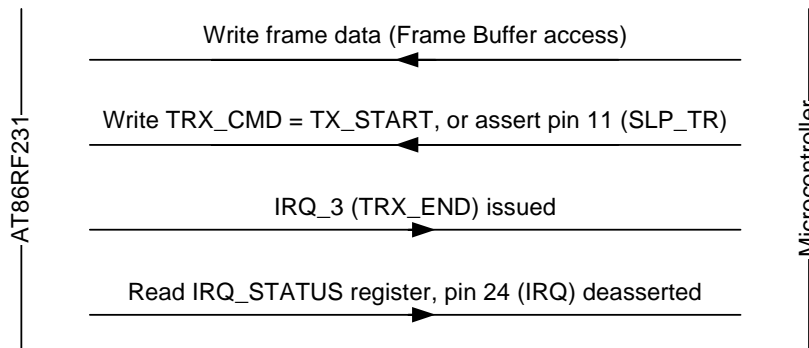 Write frame data (Frame Buffer access)
Write TRX_CMD = TX_START, or assert pin 11 (SLP_TR)
IRQ_3 (TRX_END) issued
Read IRQ_STATUS register, pin 24 (IRQ) deasserted
AT86RF231
Microcontroller